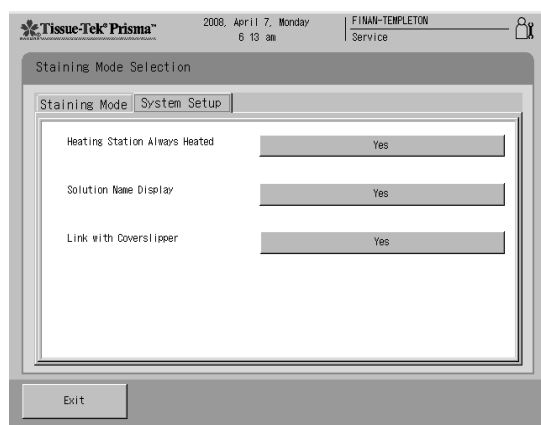 Tissue-Tek® Prisma™
2008, April 7, Monday
6 13 am
FINAN-TEMPLETON
Service
Staining Mode Selection
Staining Mode
System Setup
Heating Station Always Heated
Yes
Solution Name Display
Yes
Link with Coverslipper
Yes
Exit